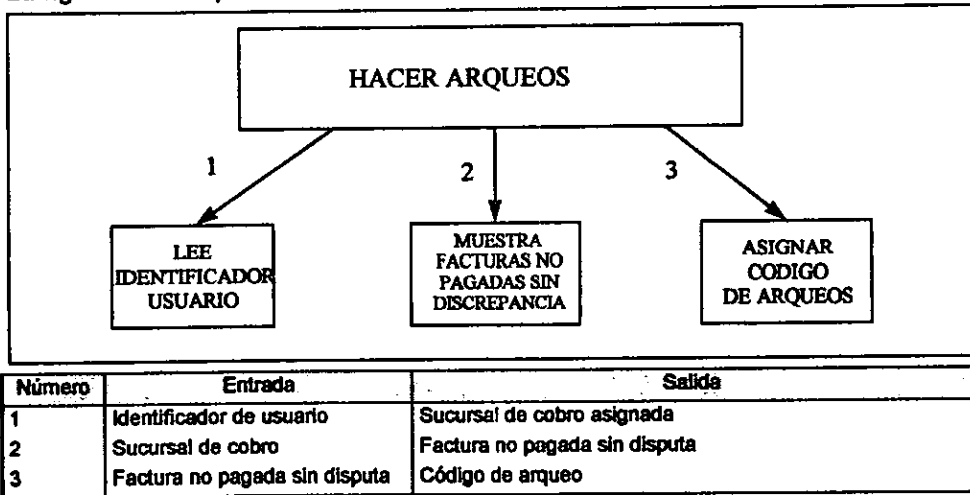 HACER ARQUEOS
1
2
3
LEE
IDENTIFICADOR
USUARIO
MUESTRA
FACTURAS NO
PAGADAS SIN
DISCREPANCIA
ASIGNAR
CODIGO
DE ARQUEOS
Número Entrada Salida
1 Identificador de usuario Sucursal de cobro asignada
2 Sucursal de cobro Factura no pagada sin disputa
3 Factura no pagada sin disputa Código de arqueo